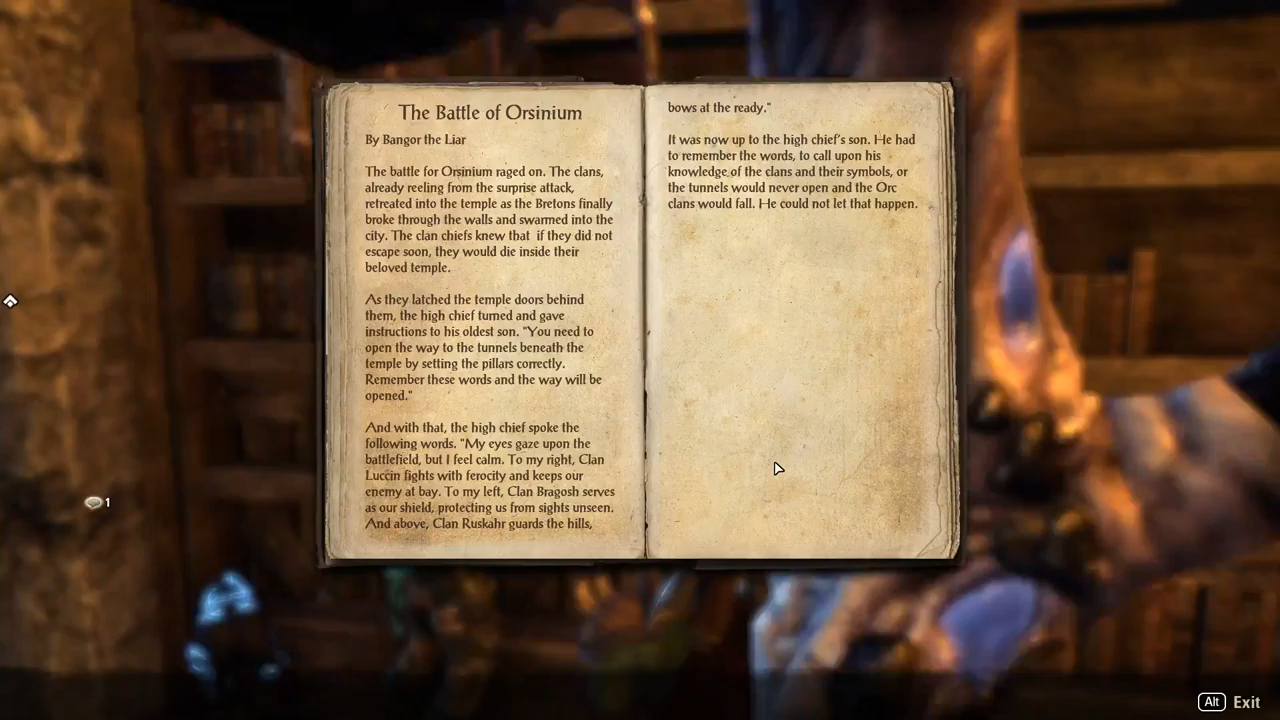 The Battle of Orsinium
By Bangor the Liar
The battle for Orsinium raged on. The clans,
already reeling from the surprise attack,
retreated into the temple as the Bretons finally
broke through the walls and swarmed into the
city. The clan chiefs knew that  if they did not
escape soon, they would die inside their
beloved temple.
As they latched the temple doors behind
them, the high chief turned and gave
instructions to his oldest son. "You need to
open the way to the tunnels beneath the
temple by setting the pillars correctly.
Remember these words and the way will be
opened."
And with that, the high chief spoke the
following words. "My eyes gaze upon the
battlefield, but I feel calm. To my right, Clan
Luccin fights with ferocity and keeps our
enemy at bay. To my left, Clan Bragosh serves
as our shield, protecting us from sights unseen.
And above, Clan Ruskahr guards the hills,
bows at the ready."
It was now up to the high chief's son. He had
to remember the words, to call upon his
knowledge of the clans and their symbols, or
the tunnels would never open and the Orc
clans would fall. He could not let that happen.
1
Alt Exit